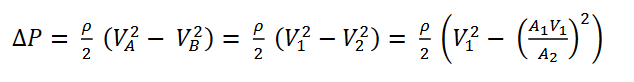 ΔP = ρ/2 (V_A^2 − V_B^2) = ρ/2 (V_1^2 − V_2^2) = ρ/2 (V_1^2 − (A_1V_1/A_2)^2)